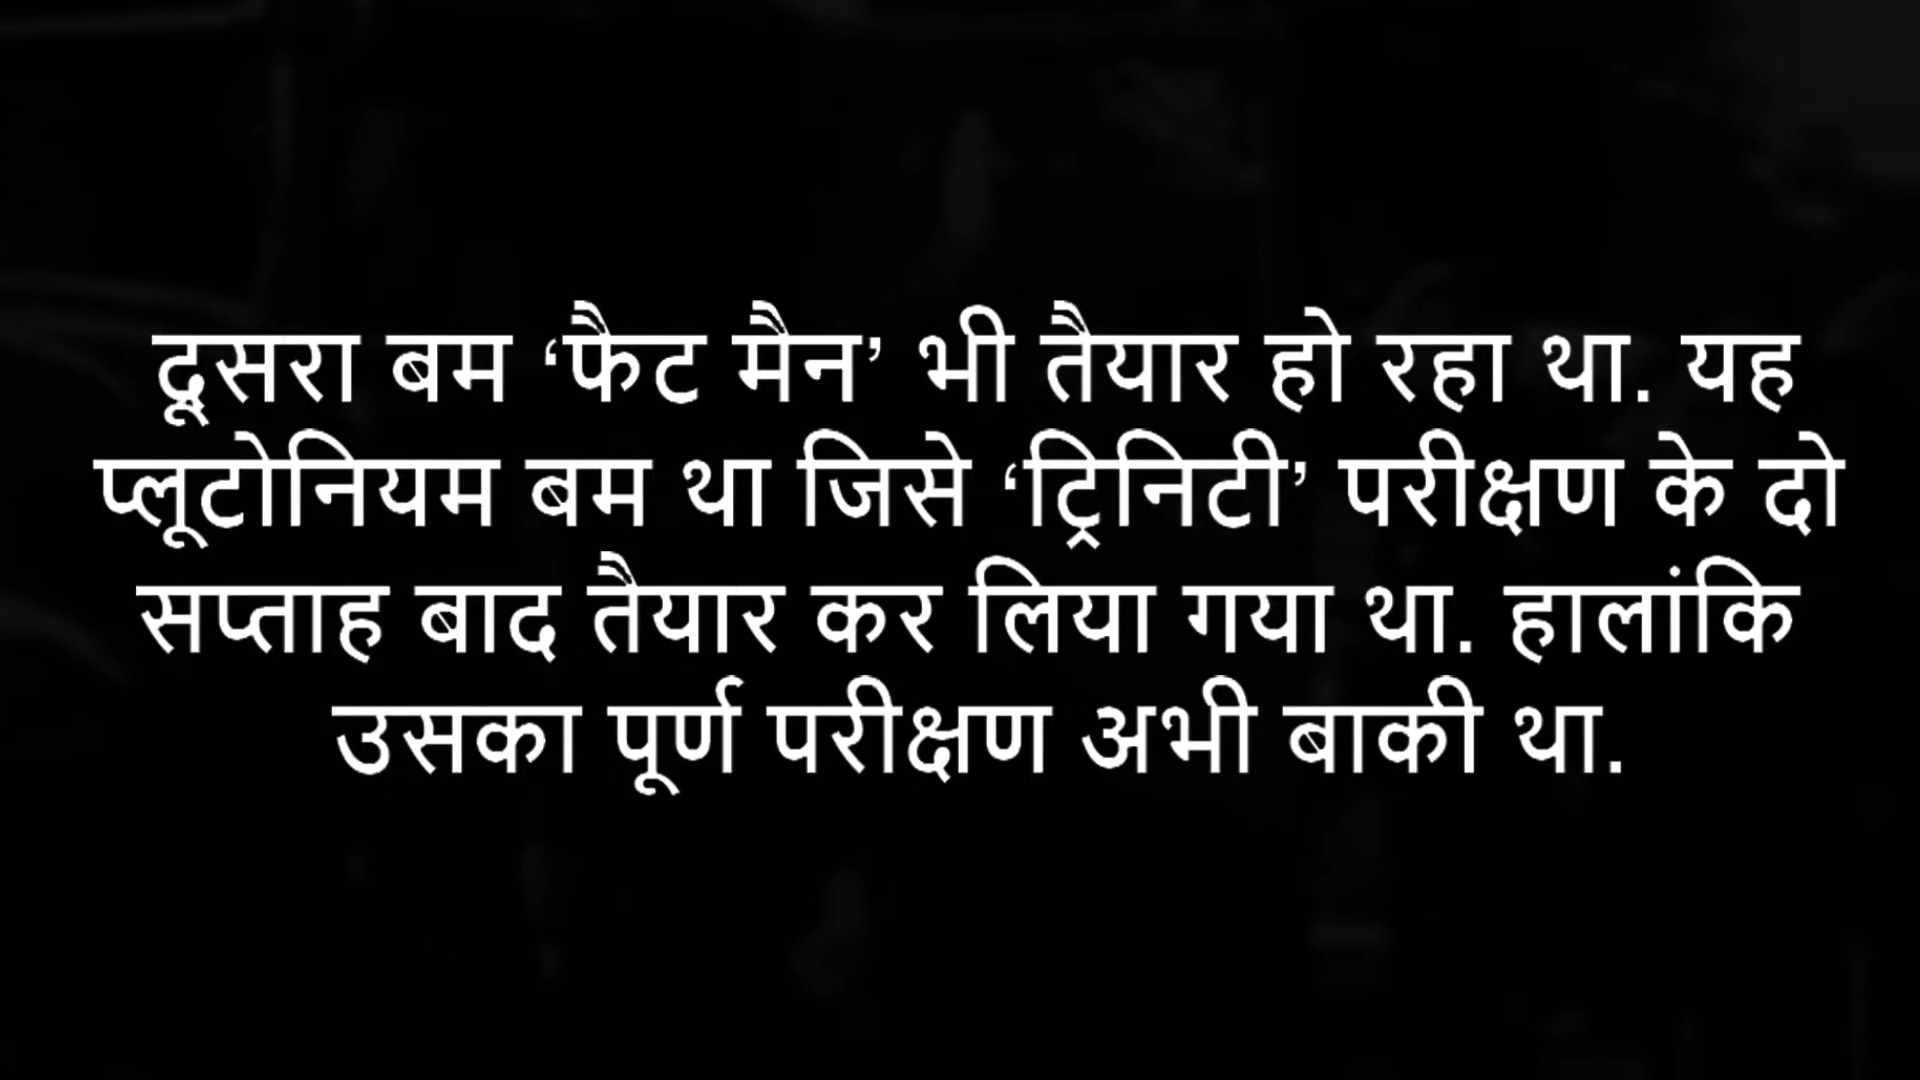 दूसरा बम ‘फैट मैन’ भी तैयार हो रहा था. यह
प्लूटोनियम बम था जिसे ‘ट्रिनिटी’ परीक्षण के दो
सप्ताह बाद तैयार कर लिया गया था. हालांकि
उसका पूर्ण परीक्षण अभी बाकी था.